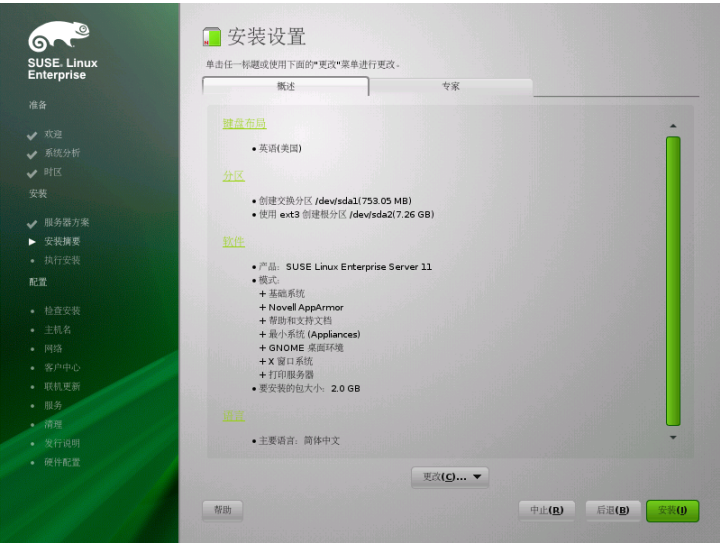 SUSE. Linux
Enterprise
准备
欢迎
系统分析
时区
安装
服务器方案
安装摘要
执行安装
配置
检查安装
主机名
网络
客户中心
联机更新
服务
清理
发行说明
硬件配置
安装设置
单击任一标题或使用下面的"更改"菜单进行更改。
概述
专家
键盘布局
• 英语(美国)
分区
• 创建交换分区 /dev/sda1(753.05 MB)
• 使用 ext3 创建根分区 /dev/sda2(7.26 GB)
软件
• 产品: SUSE Linux Enterprise Server 11
• 模式:
+ 基础系统
+ Novell AppArmor
+ 帮助和支持文档
+ 最小系统 (Appliances)
+ GNOME 桌面环境
+ X 窗口系统
+ 打印服务器
• 要安装的包大小: 2.0 GB
语言
• 主要语言: 简体中文
更改(C)...
帮助
中止(R)
后退(B)
安装(I)